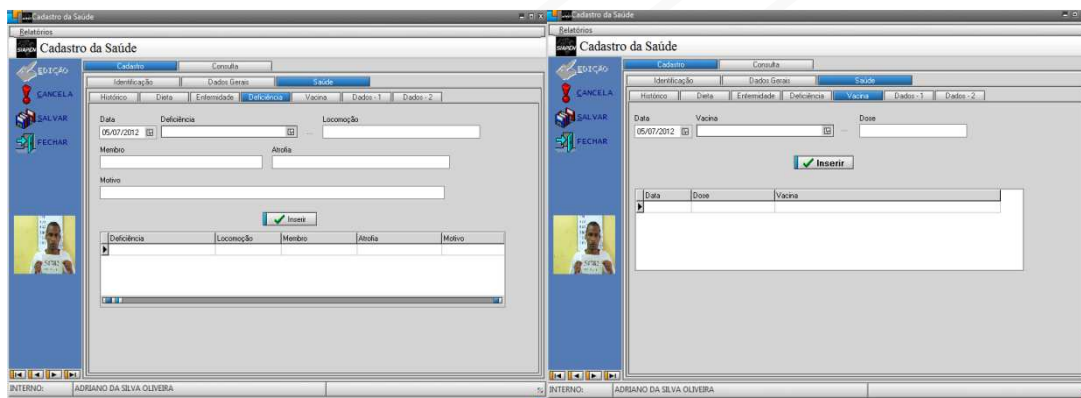 Cadastro da Saúde
Relatórios
SIAPEN Cadastro da Saúde
EDIÇÃO
CANCELA
SALVAR
FECHAR
Cadastro Consulta
Identificação Dados Gerais Saúde
Histórico Dieta Enfermidade Deficiência Vacina Dados - 1 Dados - 2
Data Deficiência Locomoção
05/07/2012
Membro Atrofia
Motivo
Inserir
Deficiência Locomoção Membro Atrofia Motivo
INTERNO: ADRIANO DA SILVA OLIVEIRA
Cadastro da Saúde
Relatórios
SIAPEN Cadastro da Saúde
EDIÇÃO
CANCELA
SALVAR
FECHAR
Cadastro Consulta
Identificação Dados Gerais Saúde
Histórico Dieta Enfermidade Deficiência Vacina Dados - 1 Dados - 2
Data Vacina Dose
05/07/2012
Inserir
Data Dose Vacina
INTERNO: ADRIANO DA SILVA OLIVEIRA